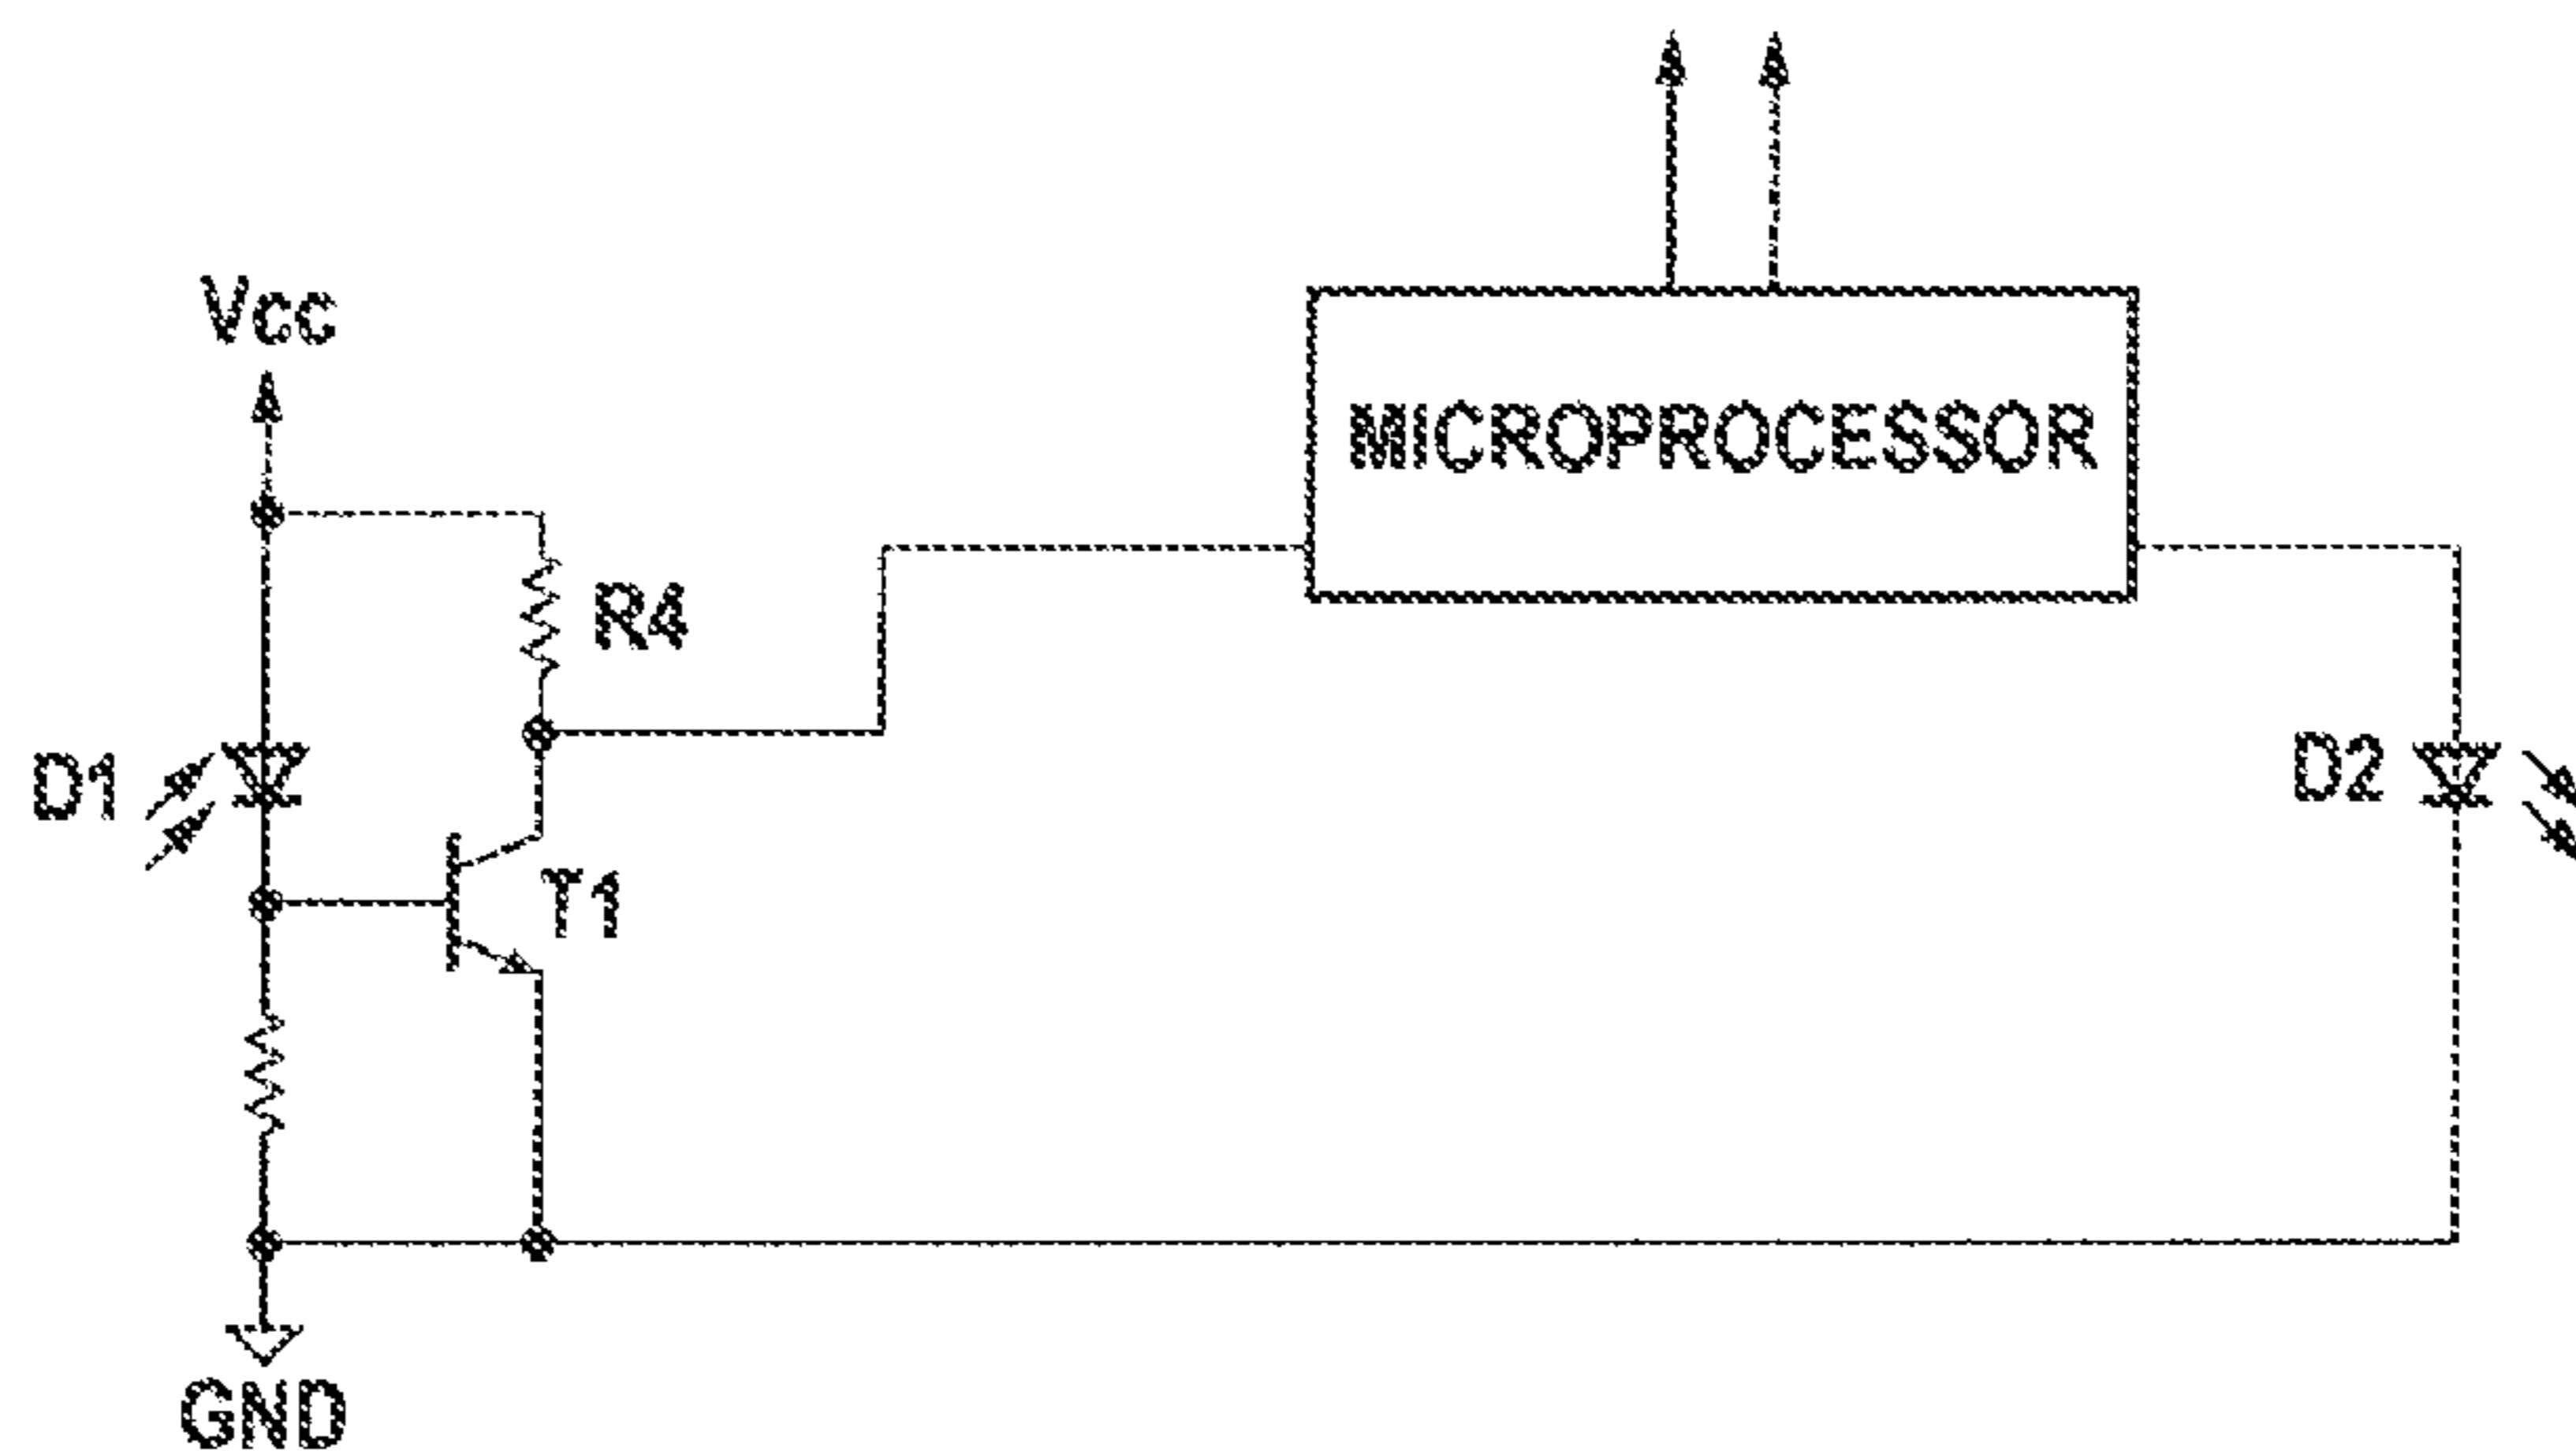 Vcc
MICROPROCESSOR
R4
D1
D2
T1
GND